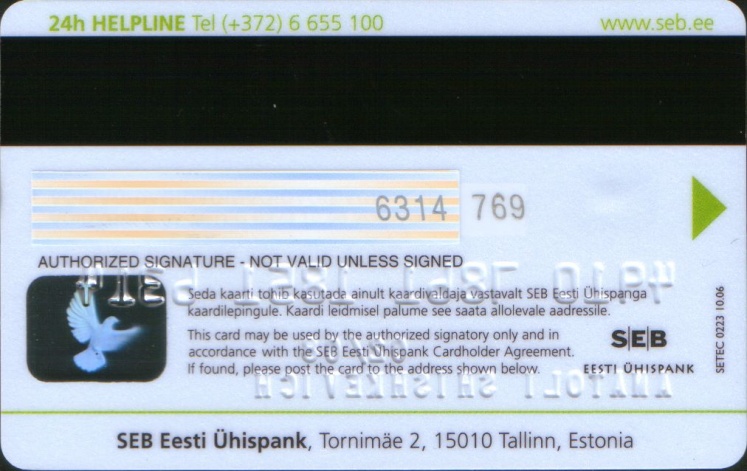 24h HELPLINE Tel (+372) 6 655 100
www.seb.ee
6314 769
AUTHORIZED SIGNATURE - NOT VALID UNLESS SIGNED
Seda kaarti tohib kasutada ainult kaardivaldaja vastavalt SEB Eesti Ühispanga
kaardilepingule. Kaardi leidmisel palume see saata allolevale aadressile.
This card may be used by the authorized signatory only and in
accordance with the SEB Eesti Ühispank Cardholder Agreement.
If found, please post the card to the address shown below.
SEB
EESTI ÜHISPANK
SETEC 0223 10.06
SEB Eesti Ühispank, Tornimäe 2, 15010 Tallinn, Estonia